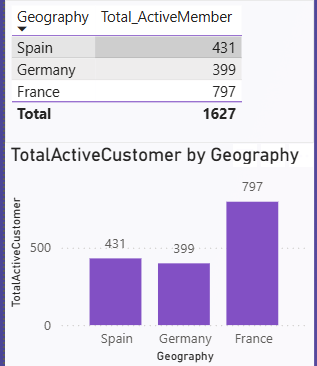 Geography Total_ActiveMember
Spain 431
Germany 399
France 797
Total 1627
TotalActiveCustomer by Geography
TotalActiveCustomer
500
0
431
399
797
Spain Germany France
Geography